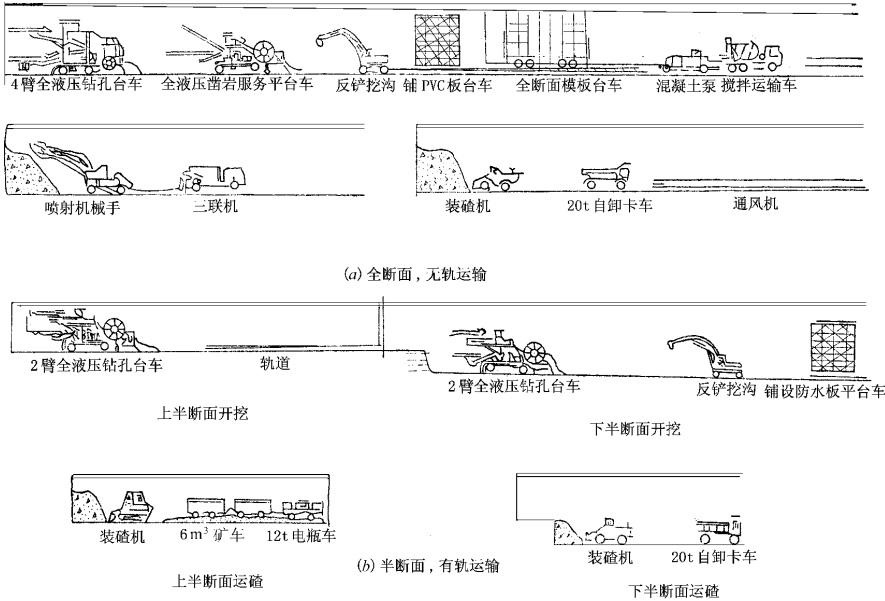 4臂全液压钻孔台车 全液压凿岩服务平台车 反铲挖沟 铺PVC板台车 全断面模板台车 混凝土泵 搅拌运输车
喷射机械手 三联机 装碴机 20t自卸卡车 通风机
(a) 全断面，无轨运输
2臂全液压钻孔台车 轨道 2臂全液压钻孔台车 反铲挖沟 铺设防水板平台车
上半断面开挖 下半断面开挖
装碴机 6m³矿车 12t电瓶车 装碴机 20t自卸卡车
(b) 半断面，有轨运输
上半断面运碴 下半断面运碴